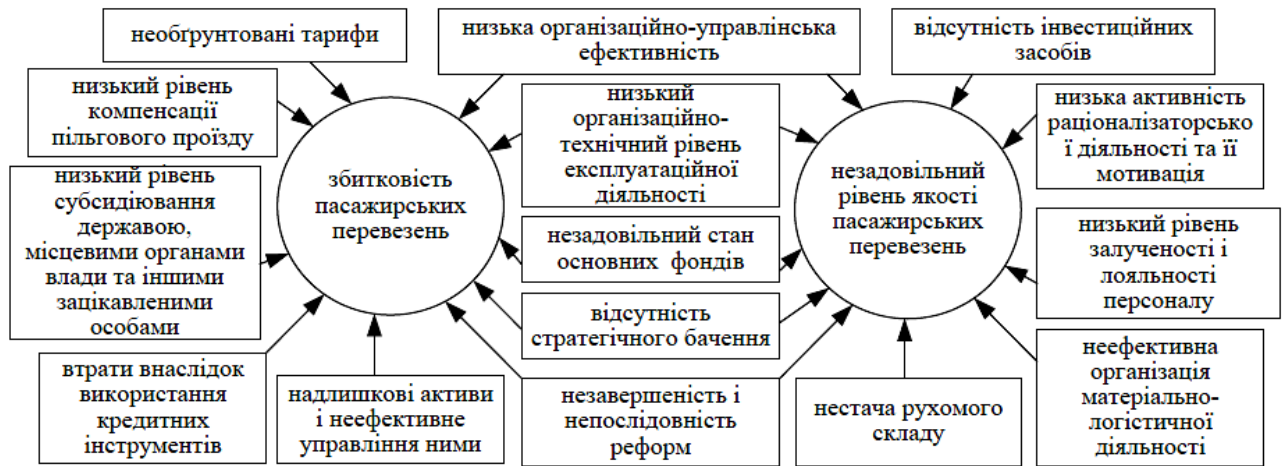 необґрунтовані тарифи
низька організаційно-управлінська
ефективність
відсутність інвестиційних
засобів
низький рівень
компенсації
пільгового проїзду
низький
організаційно-
технічний рівень
експлуатаційної
діяльності
низька активність
раціоналізаторсько
ї діяльності та її
мотивація
низький рівень
субсидіювання
державою,
місцевими органами
влади та іншими
зацікавленими
особами
збитковість
пасажирських
перевезень
незадовільний
рівень якості
пасажирських
перевезень
незадовільний стан
основних фондів
низький рівень
залученості і
лояльності
персоналу
відсутність
стратегічного бачення
втрати внаслідок
використання
кредитних
інструментів
надлишкові активи
і неефективне
управління ними
незавершеність і
непослідовність
реформ
нестача рухомого
складу
неефективна
організація
матеріально-
логістичної
діяльності